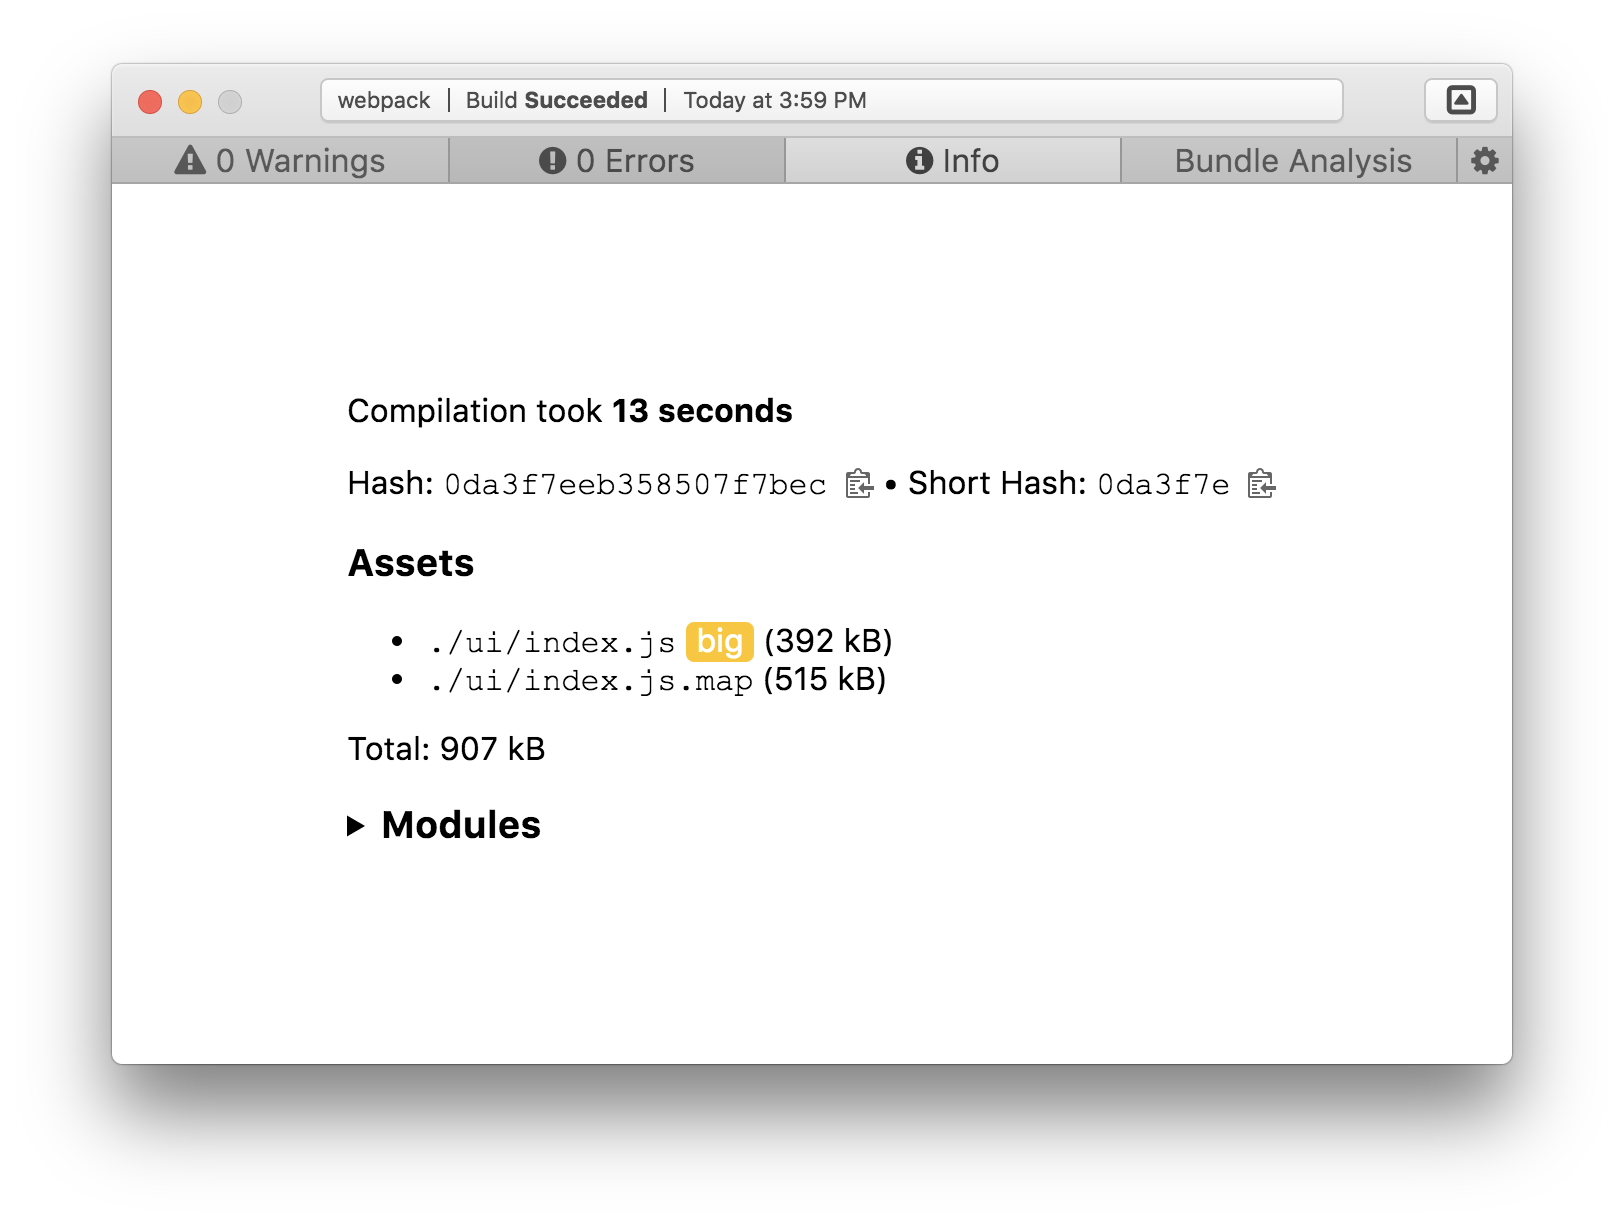 webpack | Build Succeeded | Today at 3:59 PM
0 Warnings
0 Errors
Info
Bundle Analysis
Compilation took 13 seconds
Hash: 0da3f7eeb358507f7bec • Short Hash: 0da3f7e
Assets
• ./ui/index.js big (392 kB)
• ./ui/index.js.map (515 kB)
Total: 907 kB
Modules